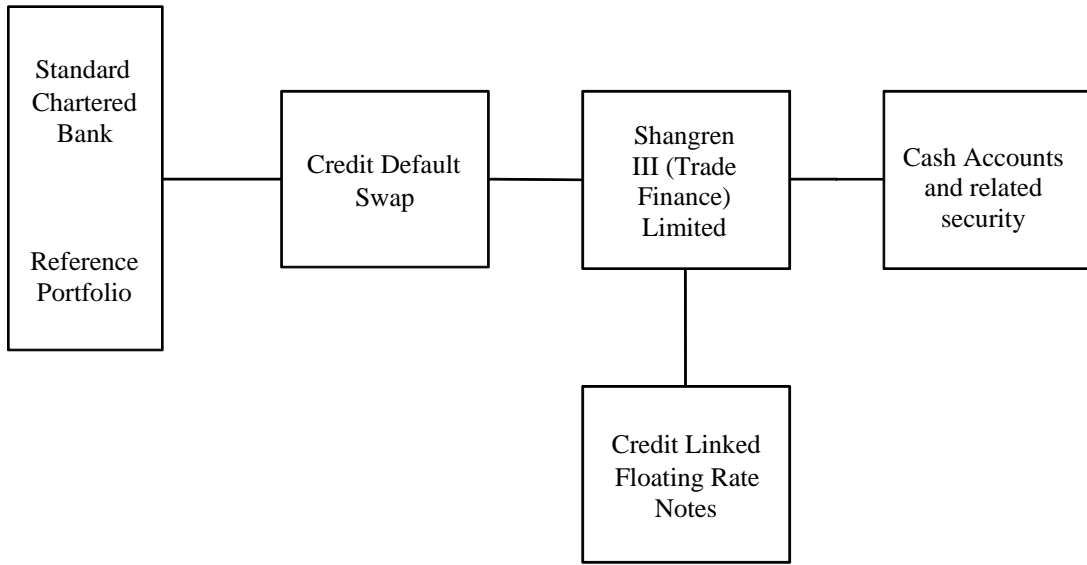 Standard
Chartered
Bank
Reference
Portfolio
Credit Default
Swap
Shangren
III (Trade
Finance)
Limited
Cash Accounts
and related
security
Credit Linked
Floating Rate
Notes